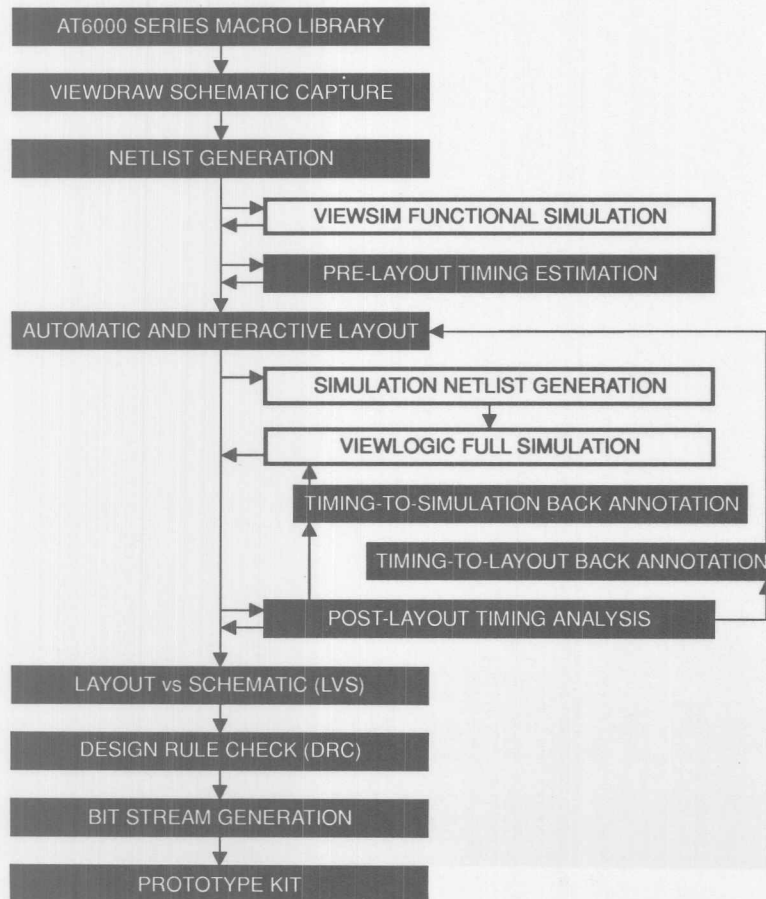 AT6000 SERIES MACRO LIBRARY
VIEWDRAW SCHEMATIC CAPTURE
NETLIST GENERATION
VIEWSIM FUNCTIONAL SIMULATION
PRE-LAYOUT TIMING ESTIMATION
AUTOMATIC AND INTERACTIVE LAYOUT
SIMULATION NETLIST GENERATION
VIEWLOGIC FULL SIMULATION
TIMING-TO-SIMULATION BACK ANNOTATION
TIMING-TO-LAYOUT BACK ANNOTATION
POST-LAYOUT TIMING ANALYSIS
LAYOUT vs SCHEMATIC (LVS)
DESIGN RULE CHECK (DRC)
BIT STREAM GENERATION
PROTOTYPE KIT